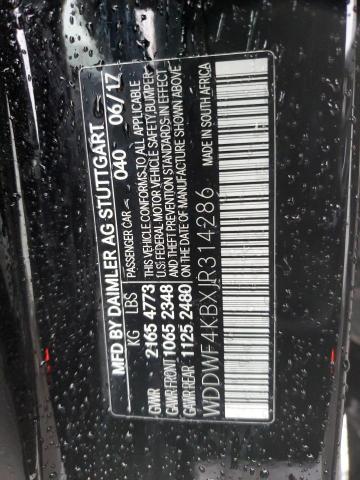 MFD BY DAIMLER AG STUTTGART
PASSENGER CAR - 040 06/17
KG LBS
GVWR 2165 4773
GAWR FRONT 1065 2348
GAWR REAR 1125 2480
THIS VEHICLE CONFORMS TO ALL APPLICABLE
U.S. FEDERAL MOTOR VEHICLE SAFETY, BUMPER
AND THEFT PREVENTION STANDARDS IN EFFECT
ON THE DATE OF MANUFACTURE SHOWN ABOVE.
WDDWF4KBXJR314286
MADE IN SOUTH AFRICA